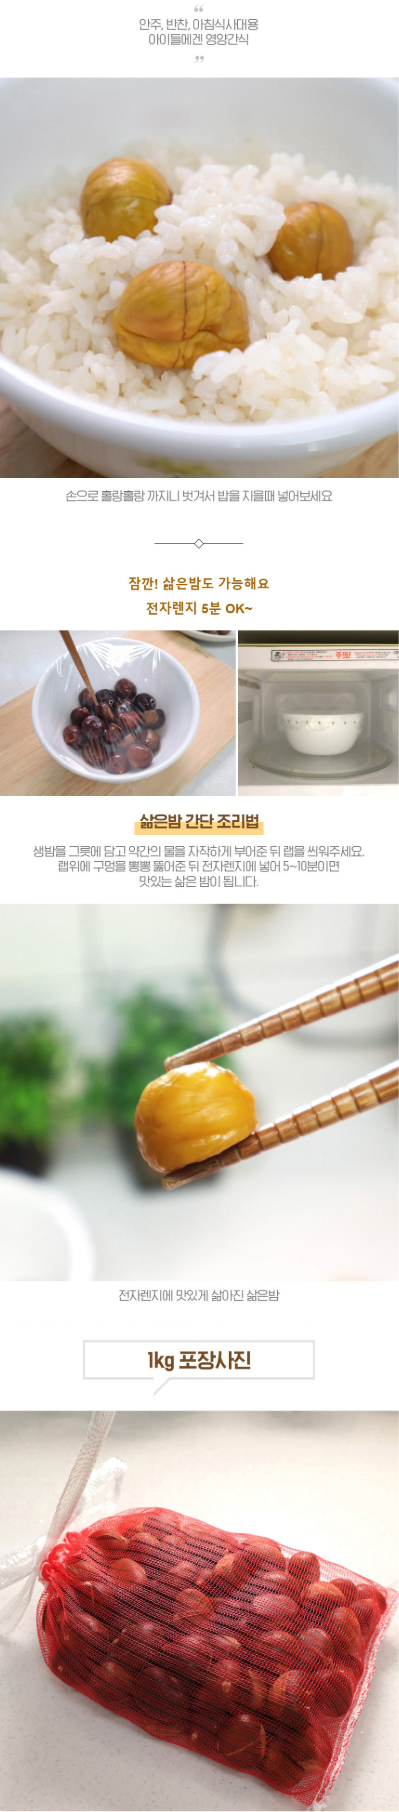 “
안주, 반찬, 아침식사대용
아이들에겐 영양간식
”
손으로 홀랑홀랑 까지니 벗겨서 밥을 지을때 넣어보세요
잠깐! 삶은밤도 가능해요
전자렌지 5분 OK~
주의!
삶은밤 간단 조리법
생밤을 그릇에 담고 약간의 물을 자작하게 부어준 뒤 랩을 씌워주세요.
랩위에 구멍을 뽕뽕 뚫어준 뒤 전자렌지에 넣어 5~10분이면
맛있는 삶은 밤이 됩니다.
전자렌지에 맛있게 삶아진 삶은밤
1kg 포장사진